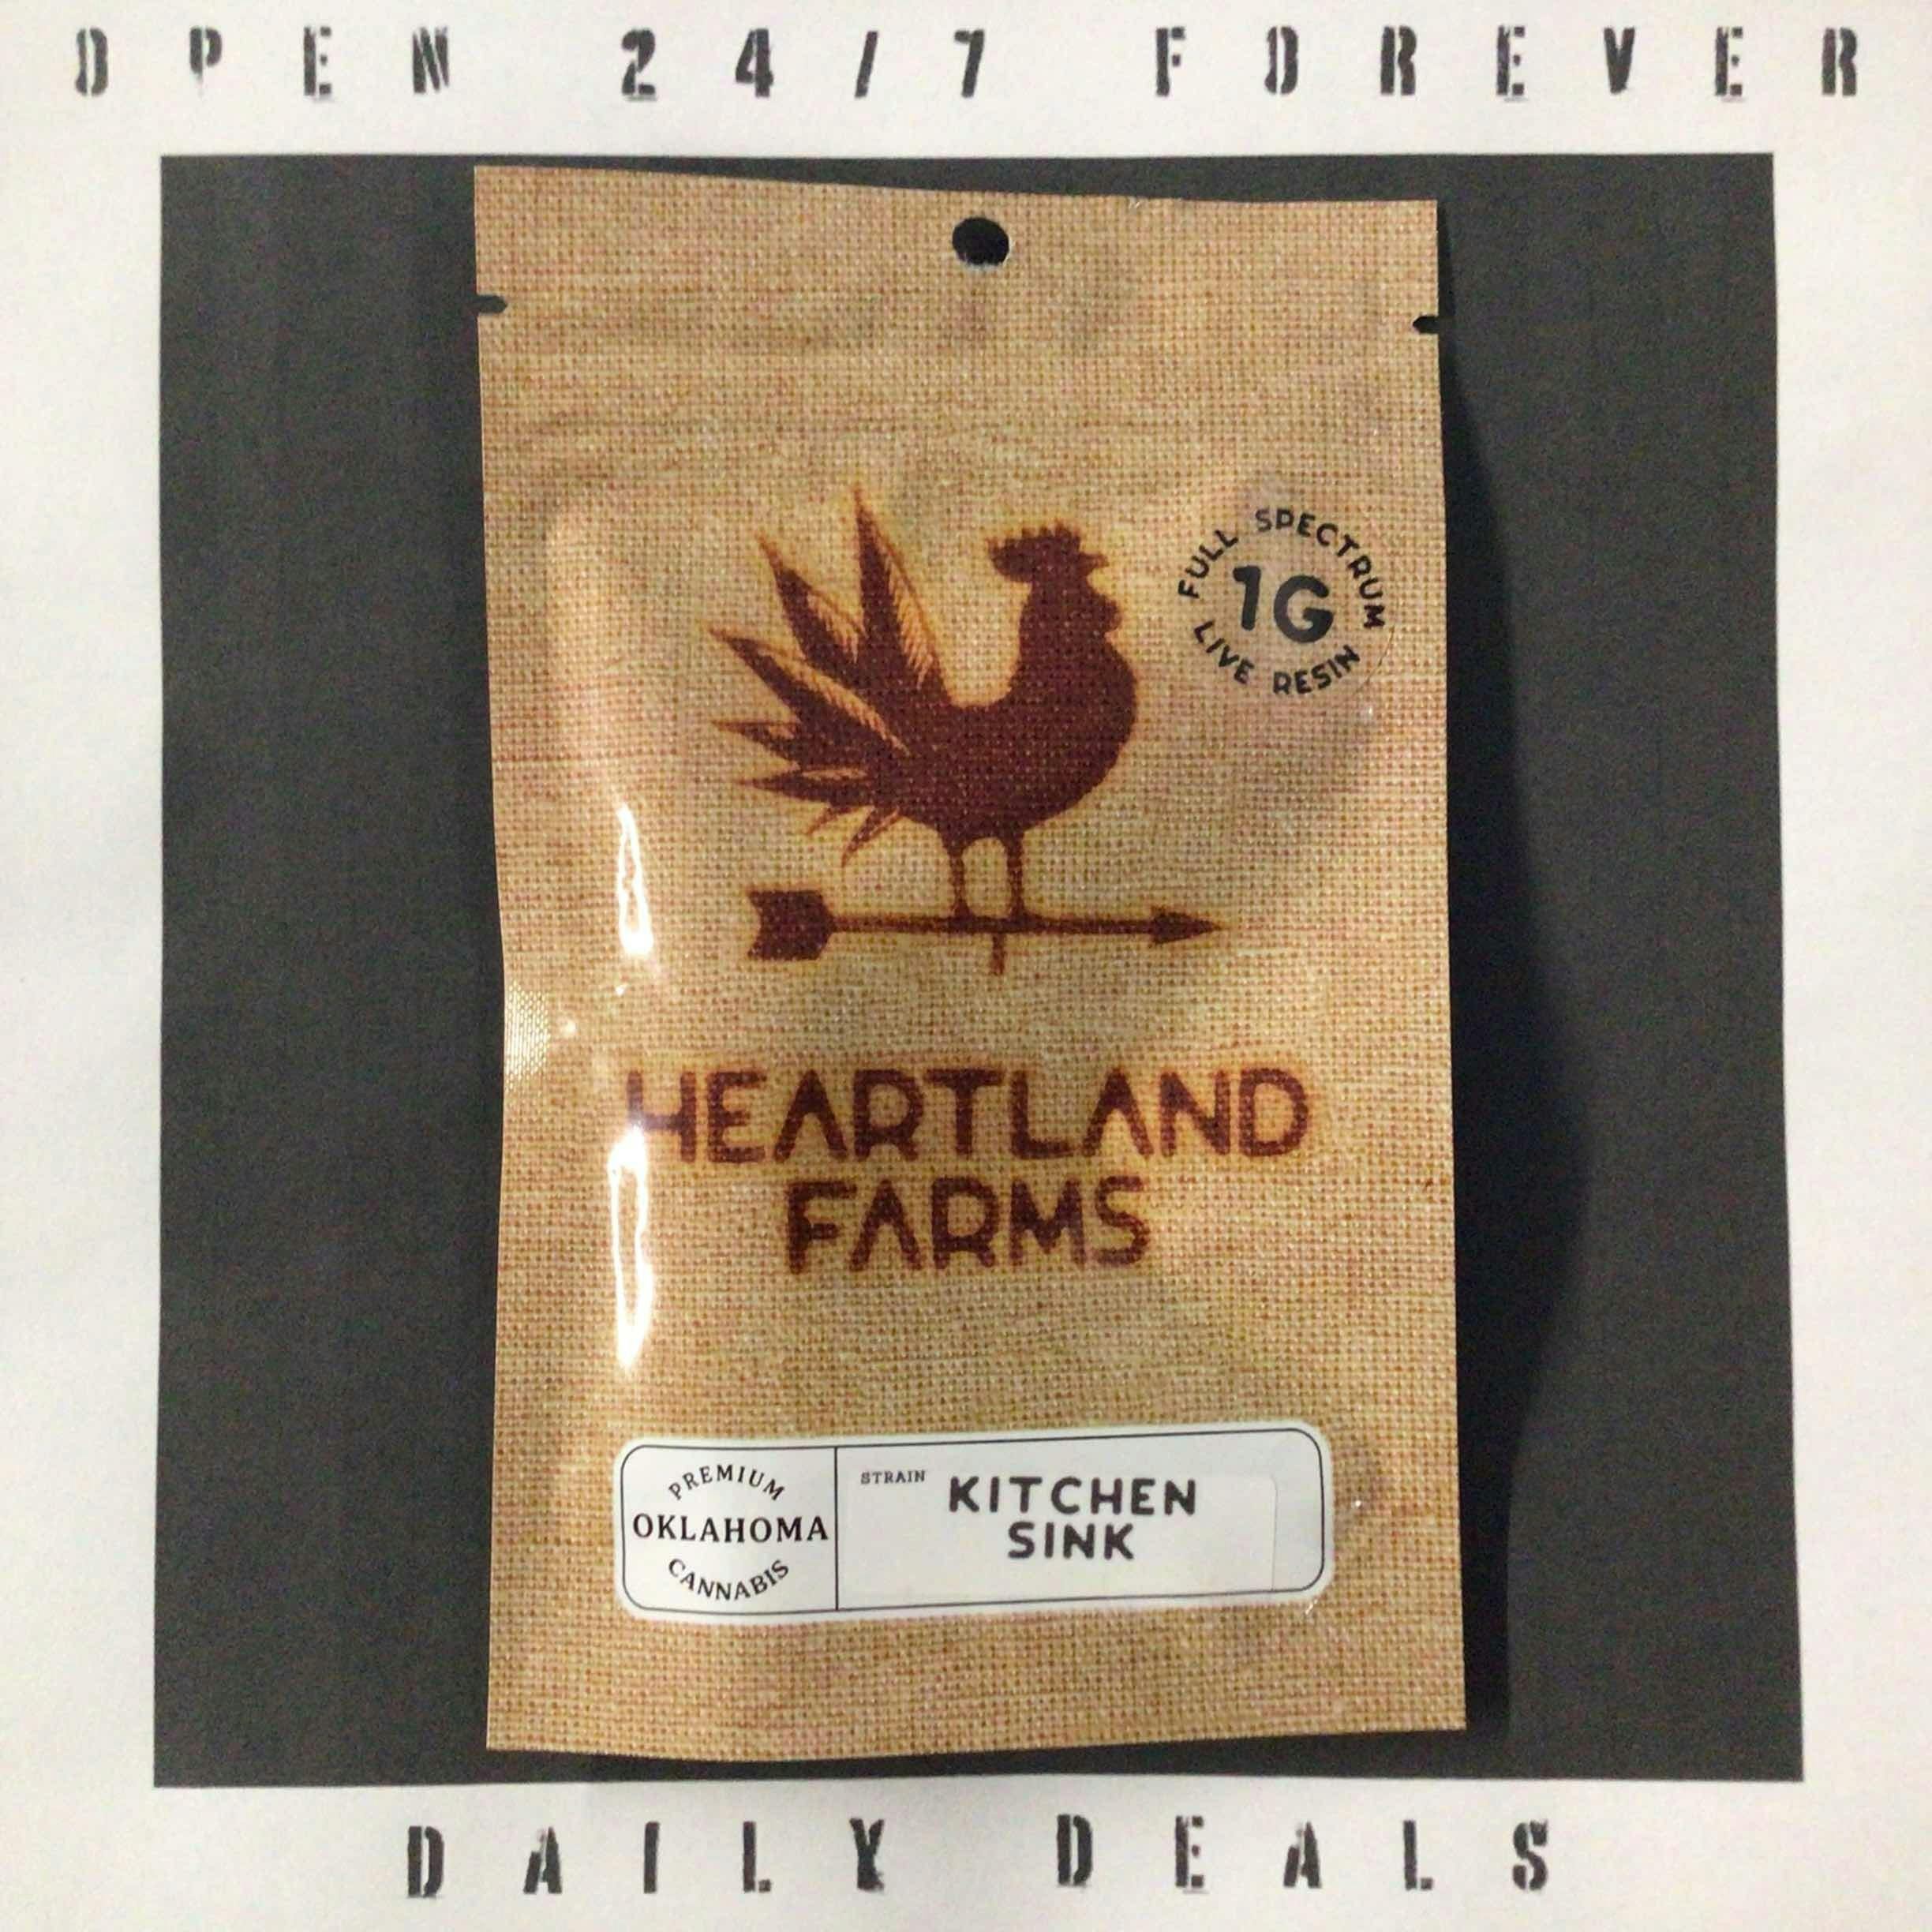 OPEN 24/7 FOREVER
FULL SPECTRUM
1G
LIVE RESIN
HEARTLAND
FARMS
PREMIUM
OKLAHOMA
CANNABIS
STRAIN
KITCHEN
SINK
DAILY DEALS